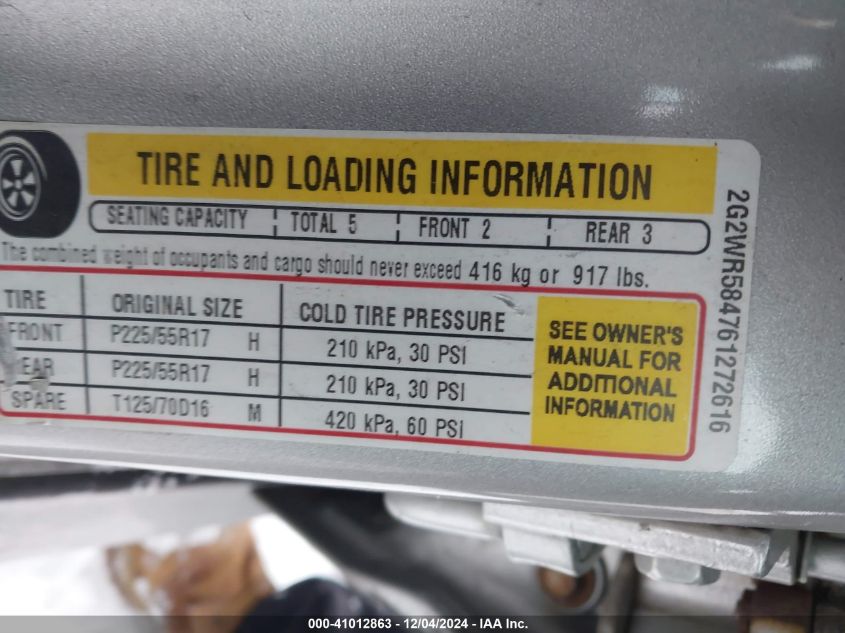 TIRE AND LOADING INFORMATION
SEATING CAPACITY TOTAL 5 FRONT 2 REAR 3
The combined weight of occupants and cargo should never exceed 416 kg or 917 lbs.
TIRE ORIGINAL SIZE COLD TIRE PRESSURE
FRONT P225/55R17 H 210 kPa, 30 PSI
REAR P225/55R17 H 210 kPa, 30 PSI
SPARE T125/70D16 M 420 kPa, 60 PSI
SEE OWNER'S
MANUAL FOR
ADDITIONAL
INFORMATION
2G2WR584761272616
000-41012863 - 12/04/2024 - IAA Inc.